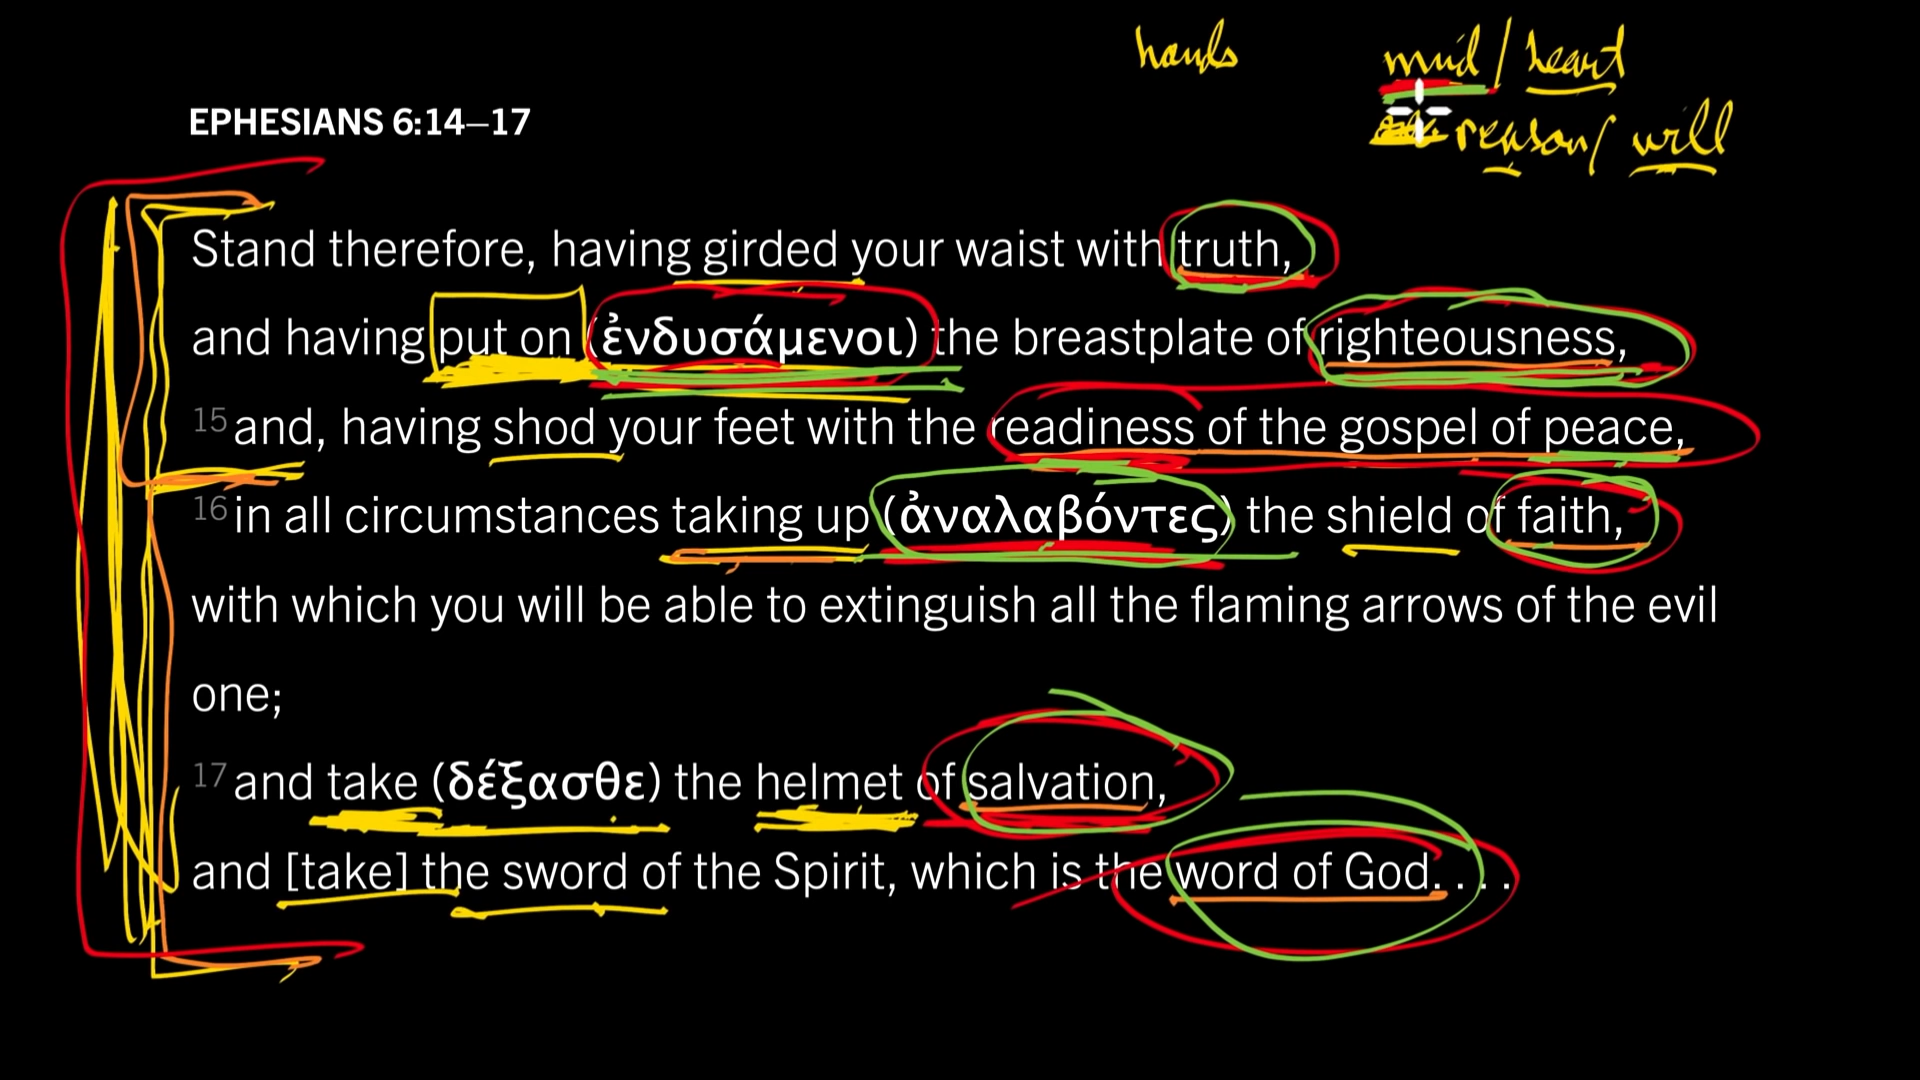 hands mind / heart
reason / will
EPHESIANS 6:14–17
Stand therefore, having girded your waist with truth,
and having put on (ἐνδυσάμενοι) the breastplate of righteousness,
15 and, having shod your feet with the readiness of the gospel of peace,
16 in all circumstances taking up (ἀναλαβόντες) the shield of faith,
with which you will be able to extinguish all the flaming arrows of the evil
one;
17 and take (δέξασθε) the helmet of salvation,
and [take] the sword of the Spirit, which is the word of God. . . .